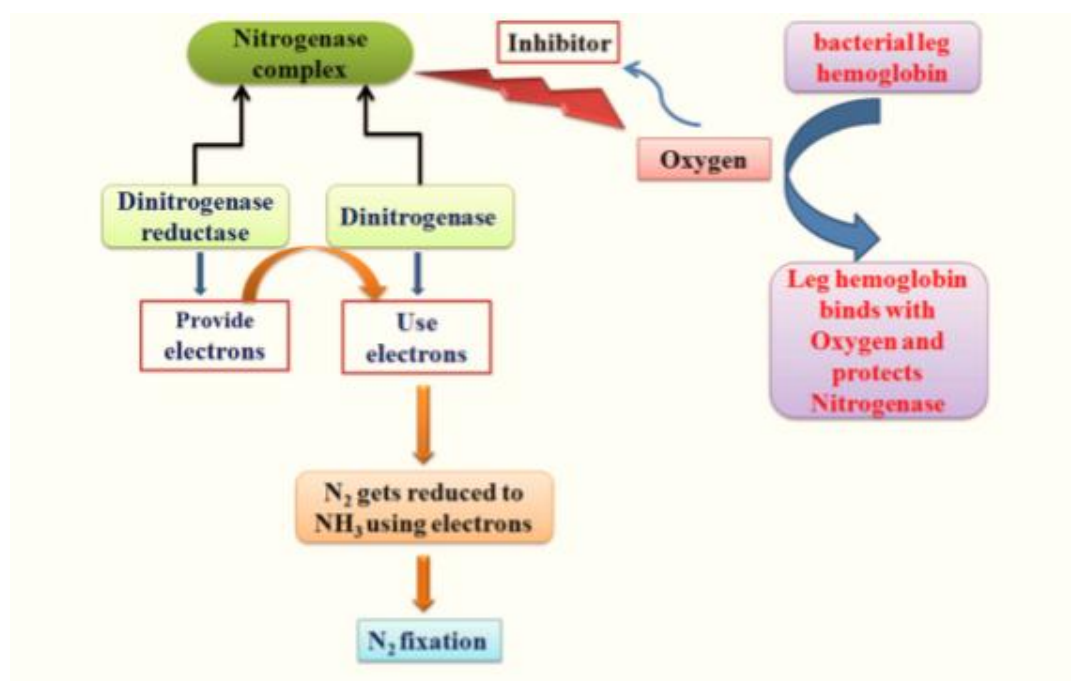 Nitrogenase
complex
Inhibitor
bacterial leg
hemoglobin
Oxygen
Dinitrogenase
reductase
Dinitrogenase
Leg hemoglobin
binds with
Oxygen and
protects
Nitrogenase
Provide
electrons
Use
electrons
N₂ gets reduced to
NH₃ using electrons
N₂ fixation